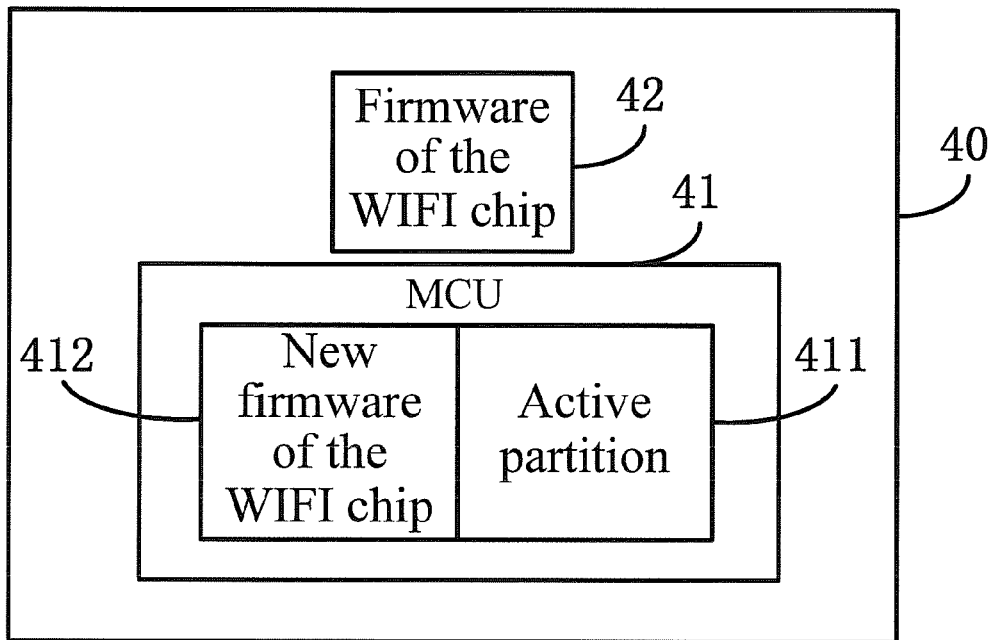 Firmware
of the
WIFI chip
42
40
41
MCU
412
New
firmware
of the
WIFI chip
Active
partition
411